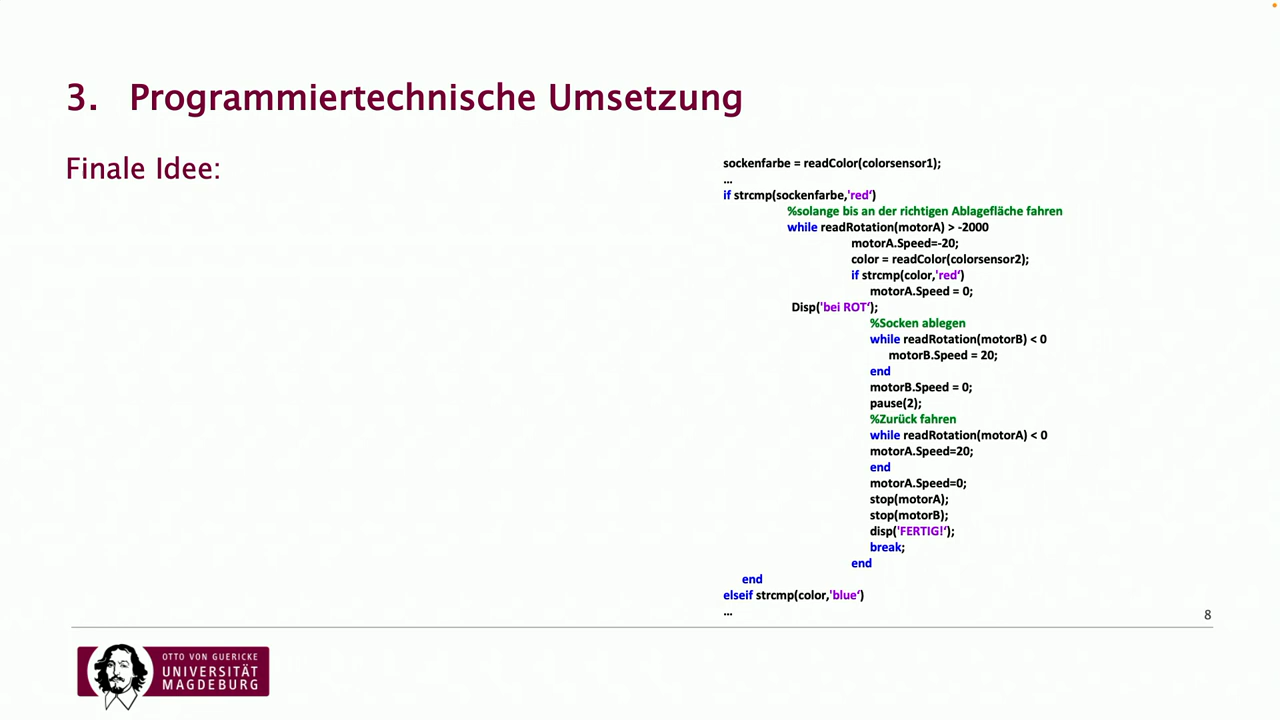 3. Programmiertechnische Umsetzung
Finale Idee:
sockenfarbe = readColor(colorsensor1);
…
if strcmp(sockenfarbe,'red‘)
%solange bis an der richtigen Ablagefläche fahren
while readRotation(motorA) > -2000
motorA.Speed=-20;
color = readColor(colorsensor2);
if strcmp(color,'red‘)
motorA.Speed = 0;
Disp('bei ROT‘);
%Socken ablegen
while readRotation(motorB) < 0
motorB.Speed = 20;
end
motorB.Speed = 0;
pause(2);
%Zurück fahren
while readRotation(motorA) < 0
motorA.Speed=20;
end
motorA.Speed=0;
stop(motorA);
stop(motorB);
disp('FERTIG!‘);
break;
end
end
elseif strcmp(color,'blue‘)
…
8
OTTO VON GUERICKE
UNIVERSITÄT
MAGDEBURG